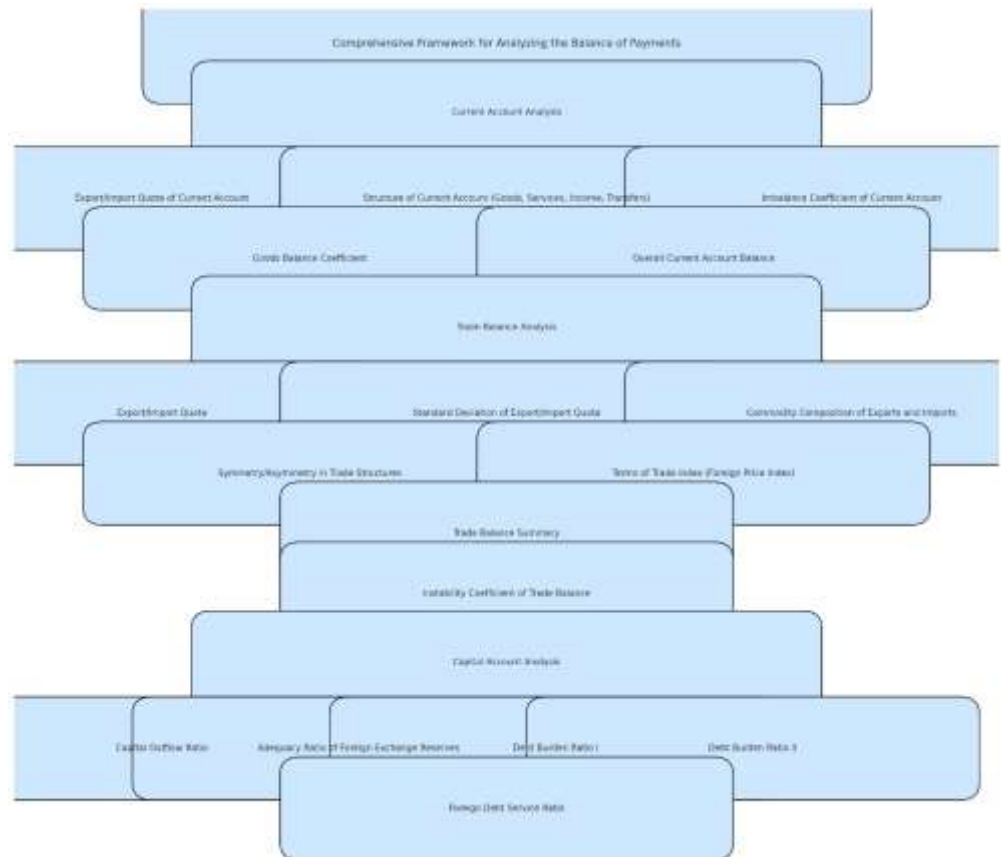 Comprehensive Framework for Analyzing the Balance of Payments
Current Account Analysis
Export/Import Quote of Current Account
Structure of Current Account (Goods, Services, Income, Transfers)
Imbalance Coefficient of Current Account
Goods Balance Coefficient
Overall Current Account Balance
Trade Balance Analysis
Export/Import Quote
Standard Deviation of Export/Import Quote
Commodity Composition of Exports and Imports
Symmetry/Asymmetry in Trade Structures
Terms of Trade Index (Foreign Price Index)
Trade Balance Summary
Instability Coefficient of Trade Balance
Capital Account Analysis
Capital Outflow Ratio
Adequacy Ratio of Foreign Exchange Reserves
Debt Burden Ratio I
Debt Burden Ratio
Foreign Debt Service Ratio